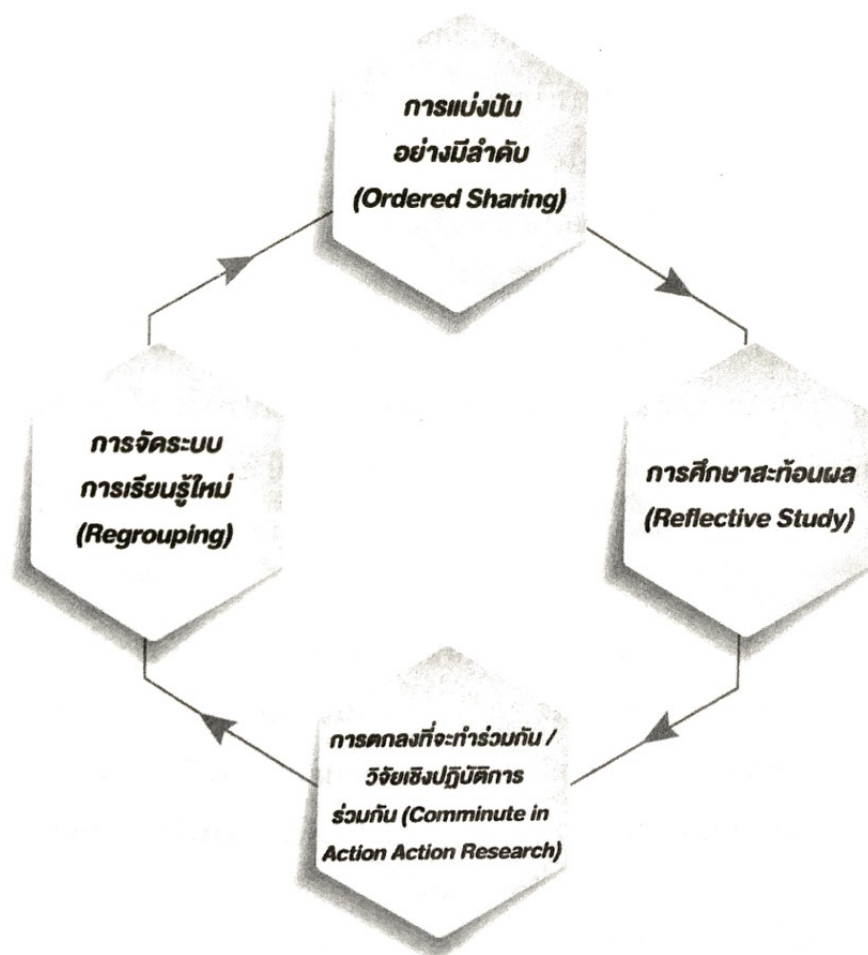 การแบ่งปัน
อย่างมีลำดับ
(Ordered Sharing)
การศึกษาสะท้อนผล
(Reflective Study)
การตกลงที่จะทำร่วมกัน /
วิจัยเชิงปฏิบัติการ
ร่วมกัน (Comminute in
Action Action Research)
การจัดระบบ
การเรียนรู้ใหม่
(Regrouping)